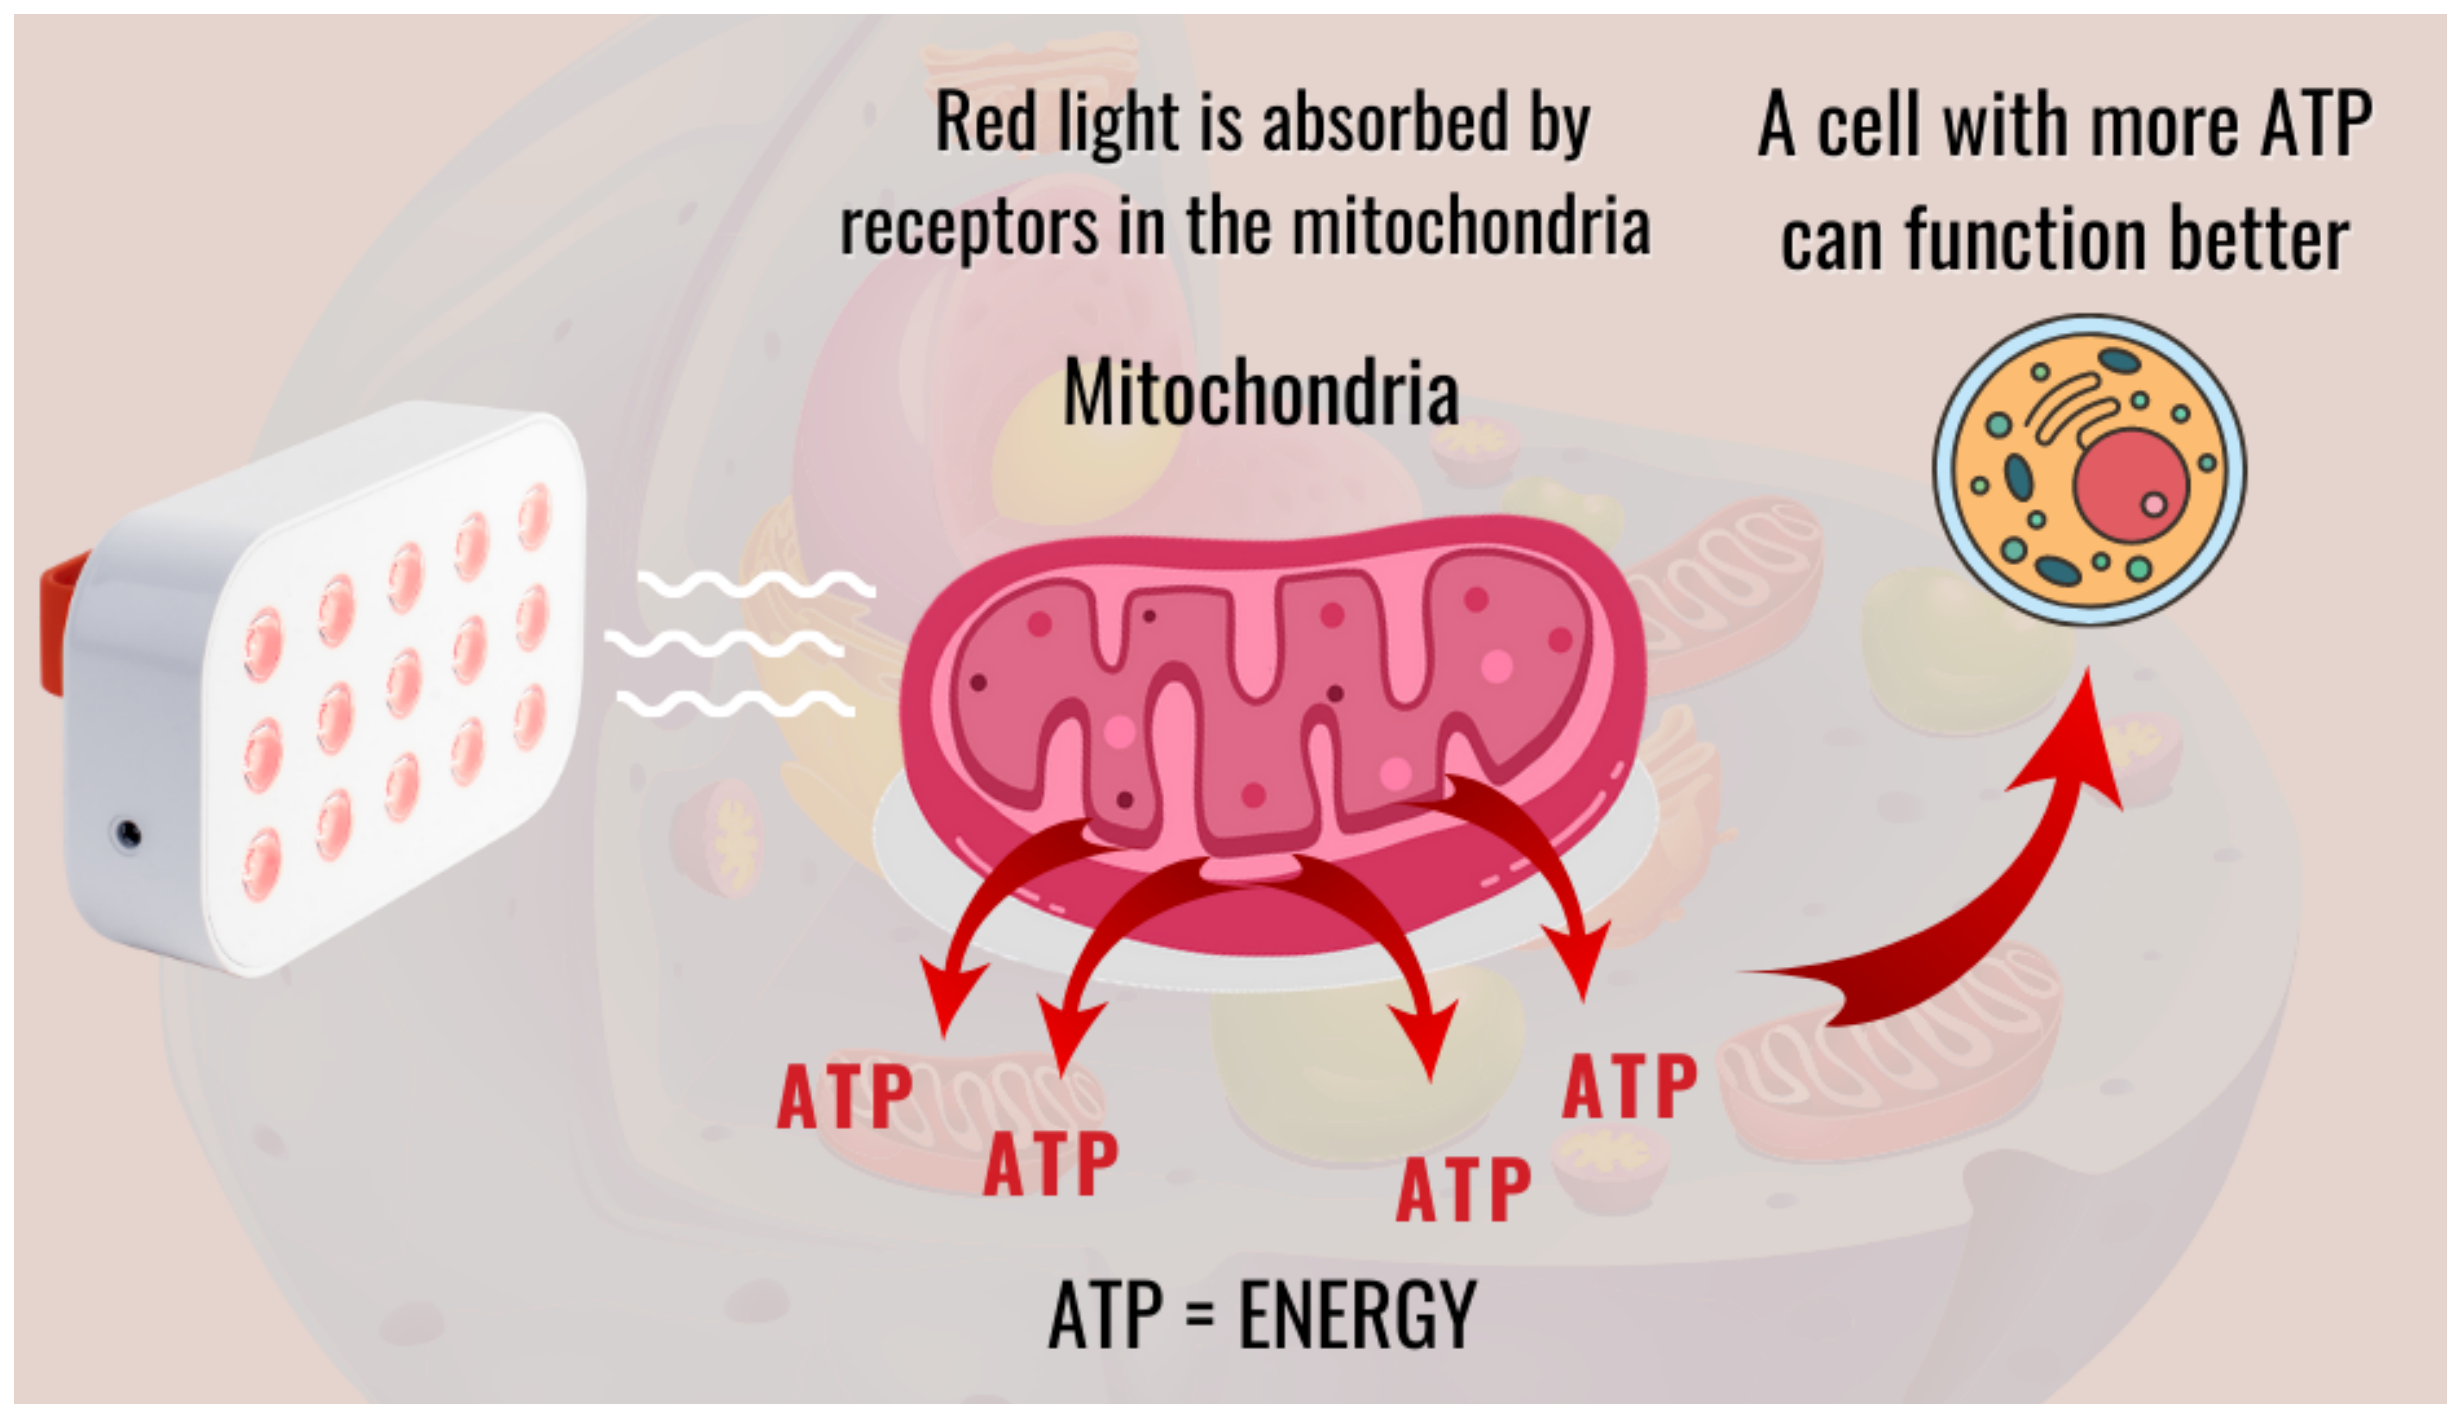 Red light is absorbed by
receptors in the mitochondria
A cell with more ATP
can function better
Mitochondria
ATP
ATP
ATP
ATP
ATP = ENERGY